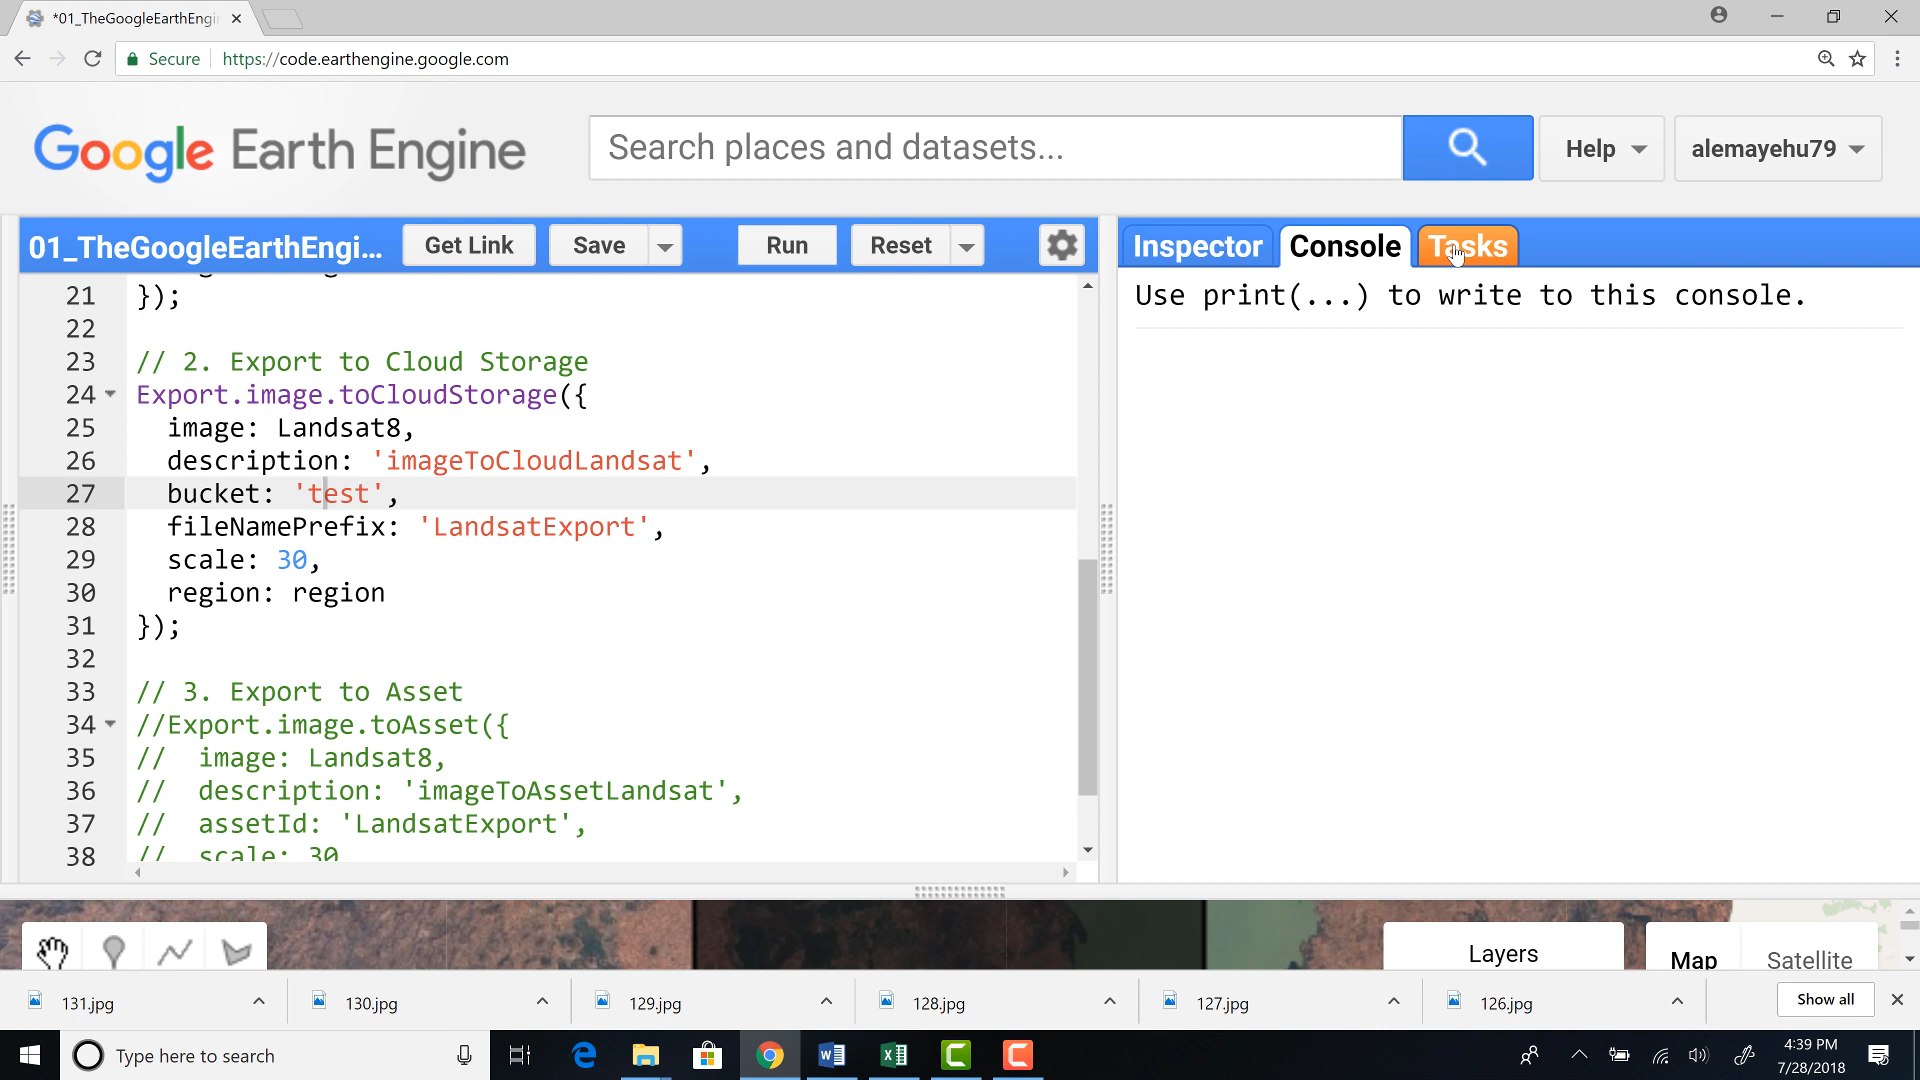 *01_TheGoogleEarthEngi
Secure
https://code.earthengine.google.com
Google Earth Engine
Search places and datasets...
Help
alemayehu79
01_TheGoogleEarthEngi...
Get Link
Save
Run
Reset
Inspector
Console
Tasks
21 });
22
23 // 2. Export to Cloud Storage
24 Export.image.toCloudStorage({
25 image: Landsat8,
26 description: 'imageToCloudLandsat',
27 bucket: 'test',
28 fileNamePrefix: 'LandsatExport',
29 scale: 30,
30 region: region
31 });
32
33 // 3. Export to Asset
34 //Export.image.toAsset({
35 // image: Landsat8,
36 // description: 'imageToAssetLandsat',
37 // assetId: 'LandsatExport',
38 // scale: 30
Use print(...) to write to this console.
Layers
Map
Satellite
131.jpg
130.jpg
129.jpg
128.jpg
127.jpg
126.jpg
Show all
Type here to search
4:39 PM
7/28/2018